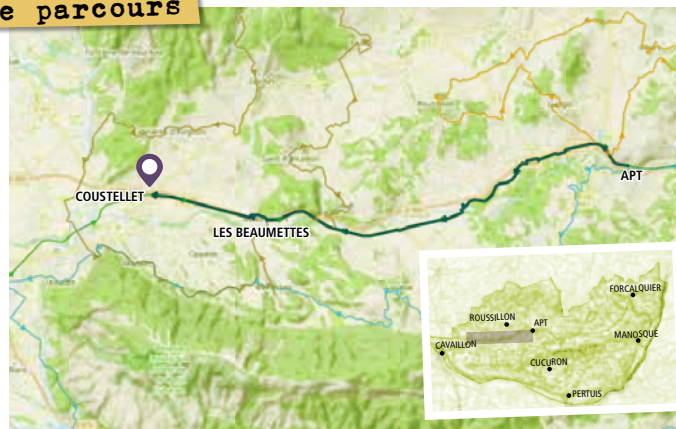 e parcours
COUSTELLET
LES BEAUMETTES
APT
FORCALQUIER
ROUSSILLON
APT
MANOSQUE
CAVAILLON
CUCURON
PERTUIS